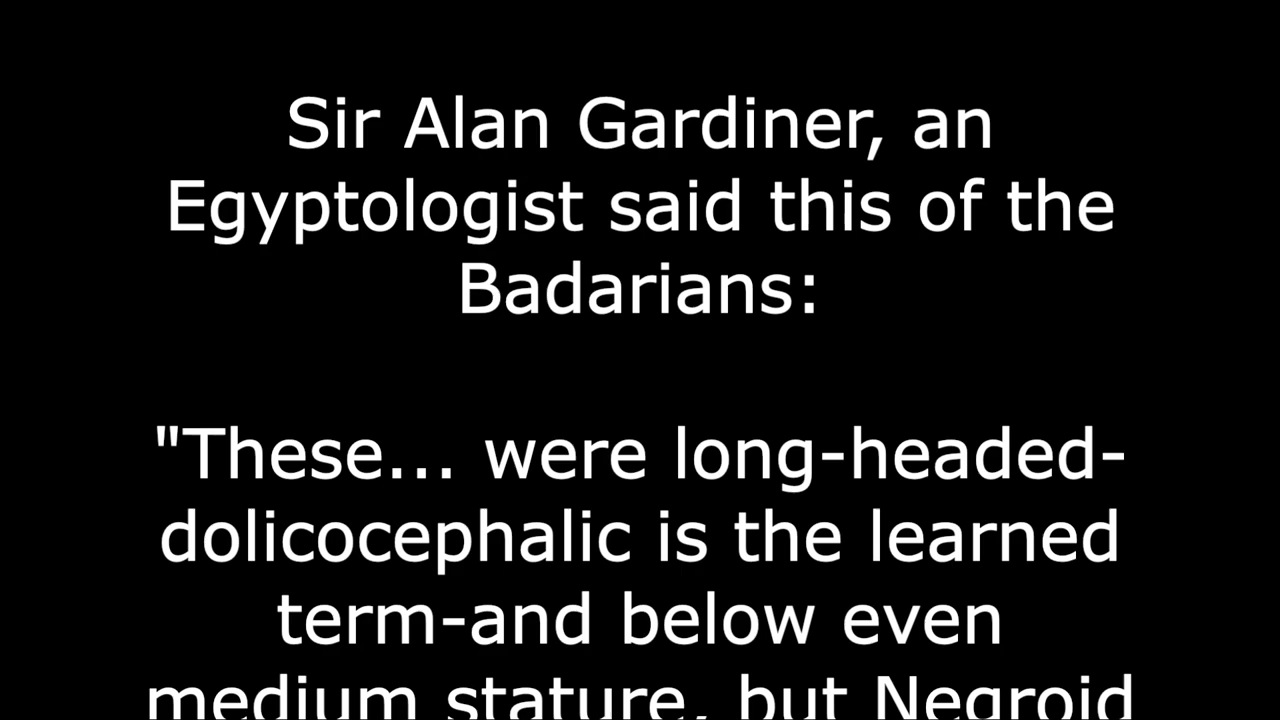 Sir Alan Gardiner, an
Egyptologist said this of the
Badarians:
"These... were long-headed-
dolicocephalic is the learned
term-and below even
medium stature, but Negroid